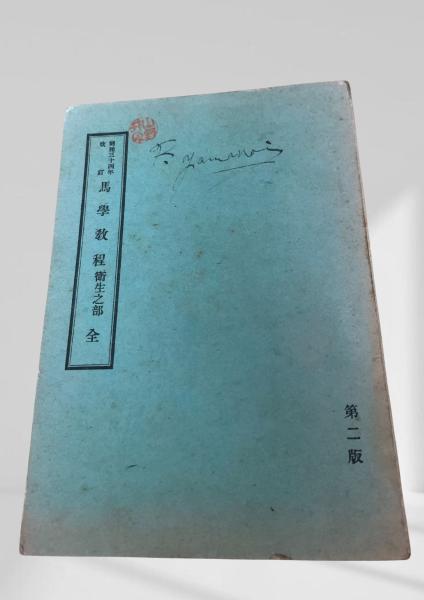 明治三十四年
改訂
馬學教程衛生之部 全
第二版